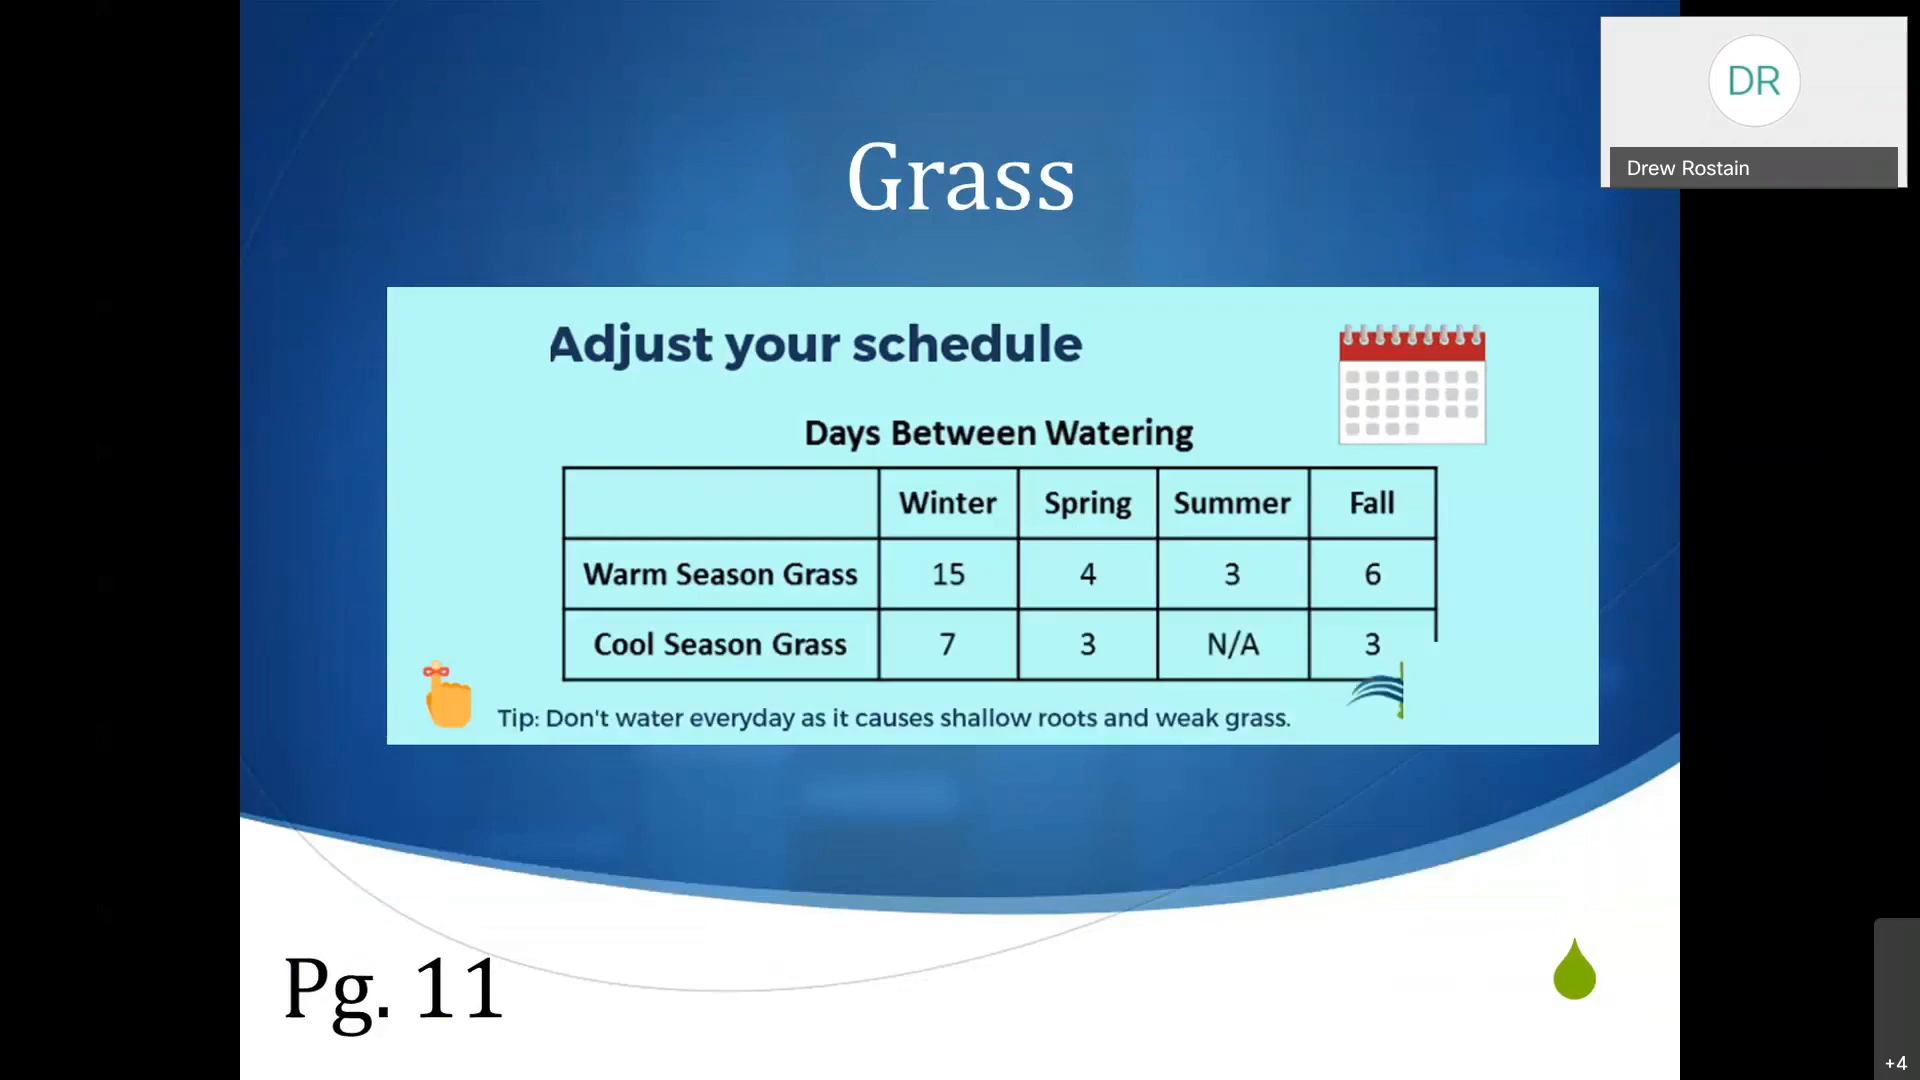 Grass
DR
Drew Rostain
Adjust your schedule
Days Between Watering
Winter Spring Summer Fall
Warm Season Grass 15 4 3 6
Cool Season Grass 7 3 N/A 3
Tip: Don't water everyday as it causes shallow roots and weak grass.
Pg. 11
+4